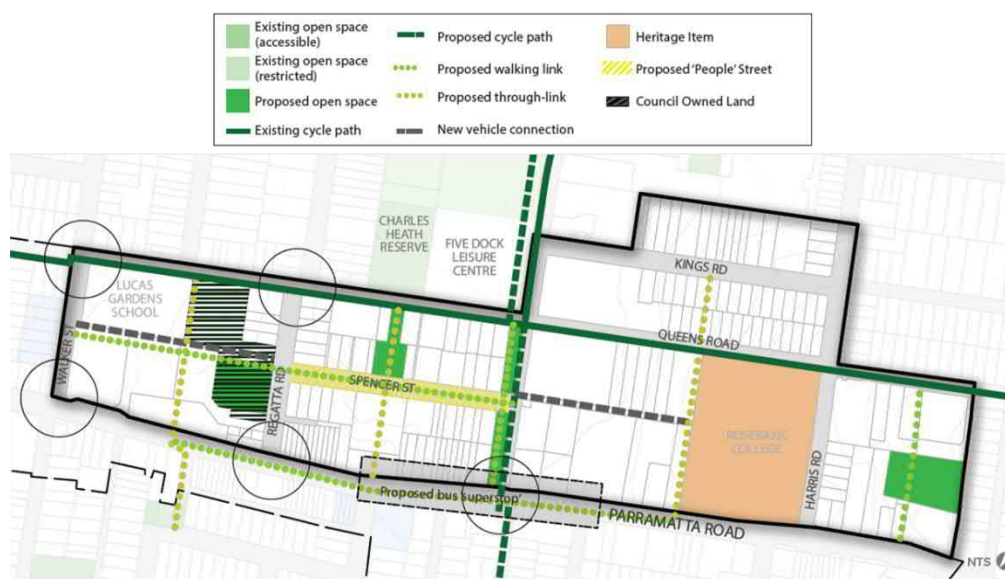 Existing open space
(accessible)
Existing open space
(restricted)
Proposed open space
Existing cycle path
Proposed cycle path
Proposed walking link
Proposed through-link
New vehicle connection
Heritage Item
Proposed 'People' Street
Council Owned Land
CHARLES
HEATH
RESERVE
FIVE DOCK
LEISURE
CENTRE
KINGS RD
LUCAS
GARDENS
SCHOOL
QUEENS ROAD
WALKER ST
SPENCER ST
REGATTA RD
ROSEBANK
COLLEGE
HARRIS RD
Proposed bus 'superstop'
PARRAMATTA ROAD
NTS